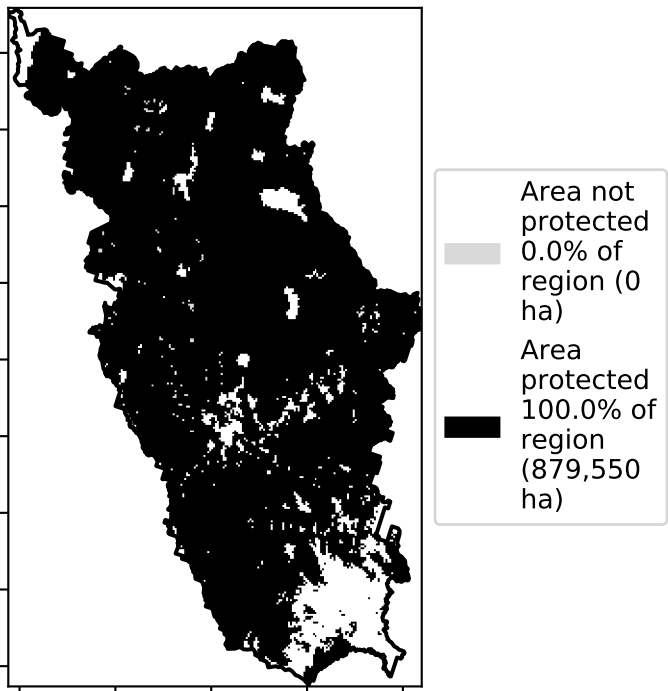 Area not
protected
0.0% of
region (0
ha)
Area
protected
100.0% of
region
(879,550
ha)